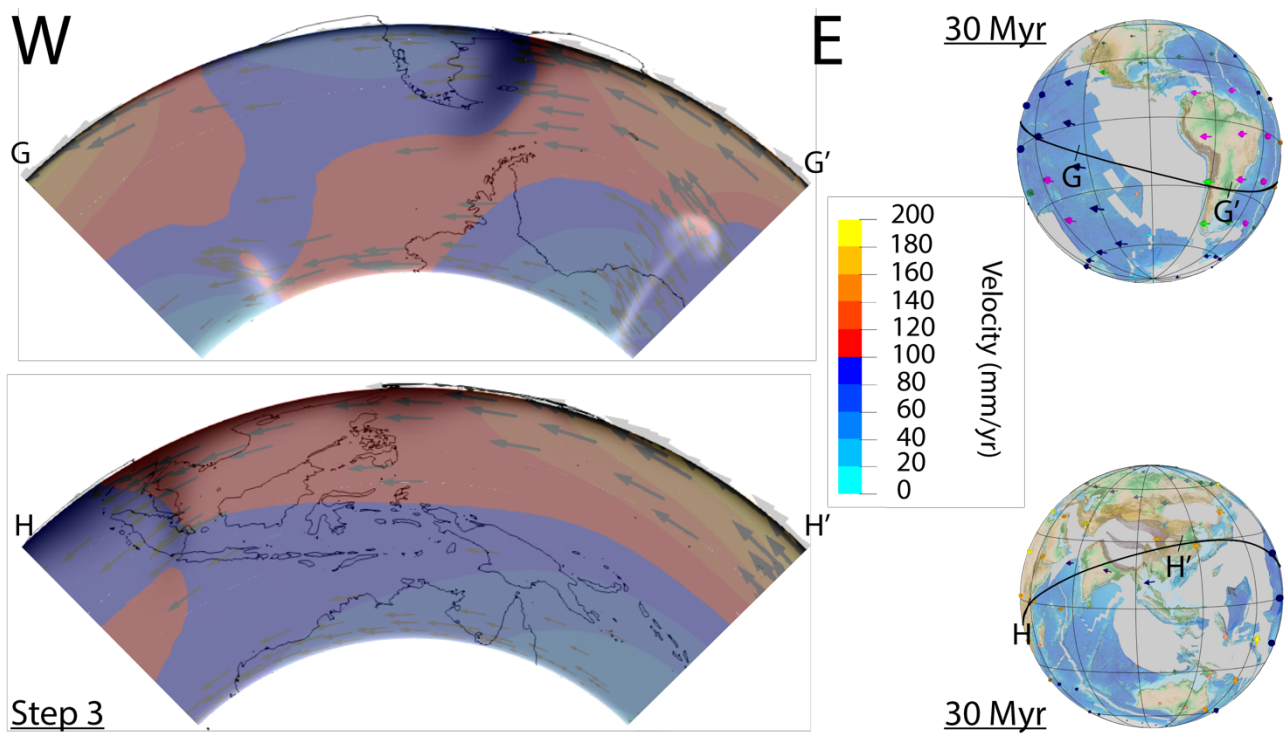 W
E
30 Myr
G
G’
G
G’
200
180
160
140
120
100
80
60
40
20
0
Velocity (mm/yr)
H
H’
H’
H
Step 3
30 Myr